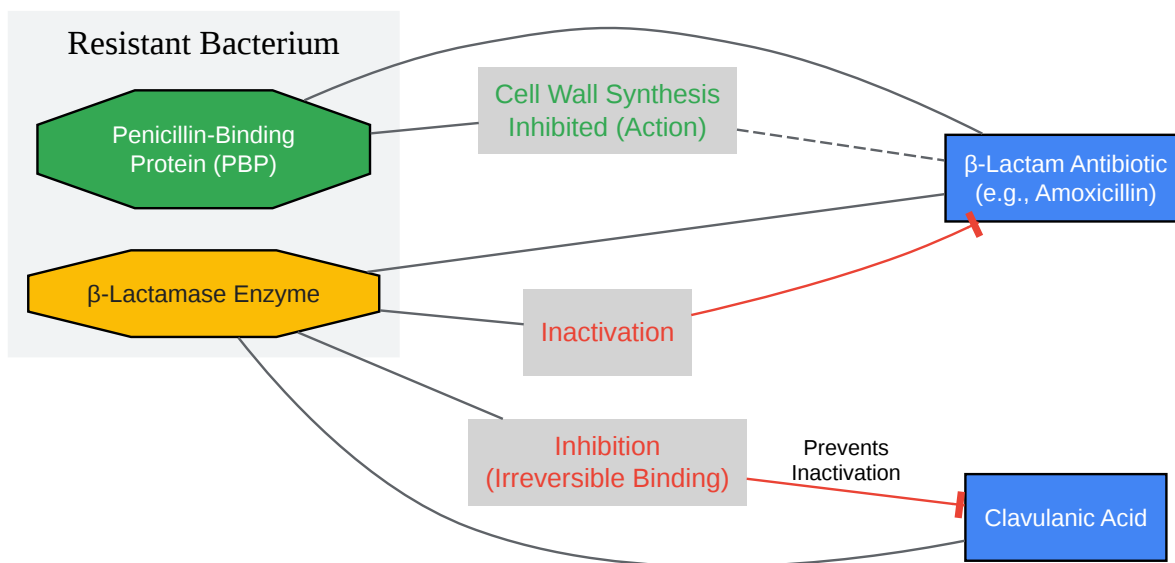 Resistant Bacterium
Penicillin-Binding
Protein (PBP)
Cell Wall Synthesis
Inhibited (Action)
β-Lactam Antibiotic
(e.g., Amoxicillin)
β-Lactamase Enzyme
Inactivation
Inhibition
(Irreversible Binding)
Prevents
Inactivation
Clavulanic Acid